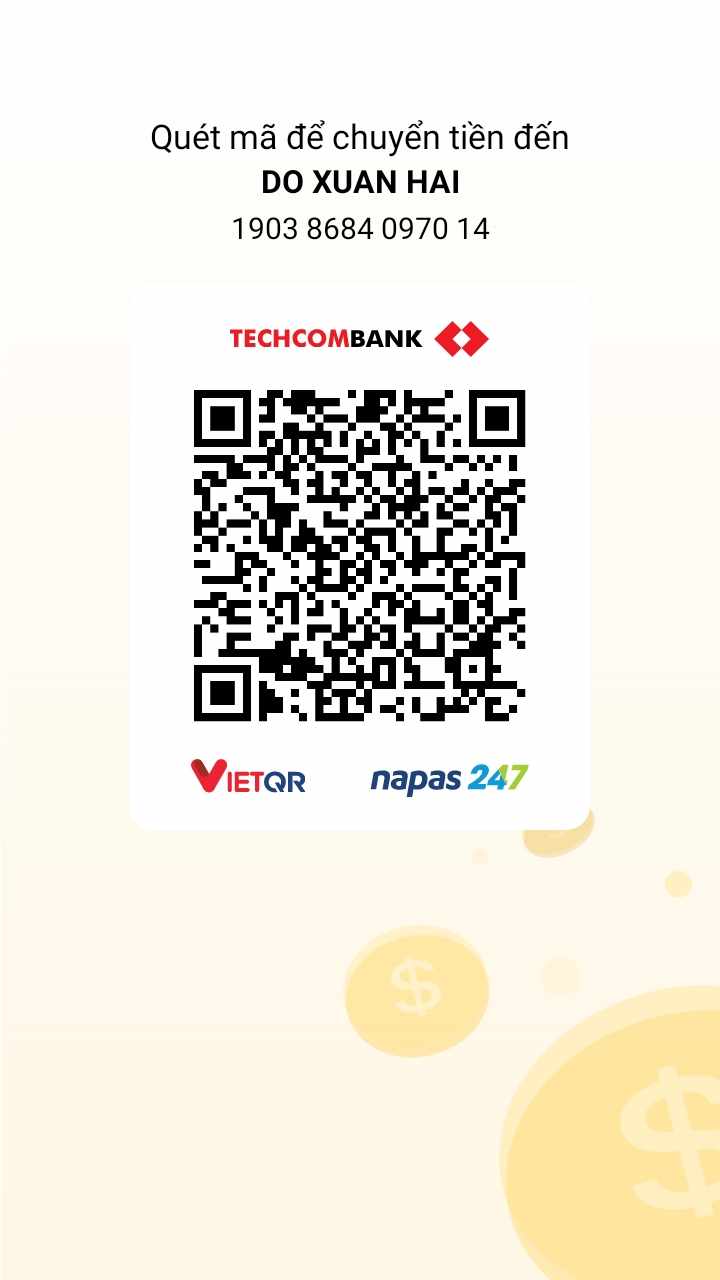 Quét mã để chuyển tiền đến
DO XUAN HAI
1903 8684 0970 14
TECHCOMBANK
VIETQR
napas 247
$
$